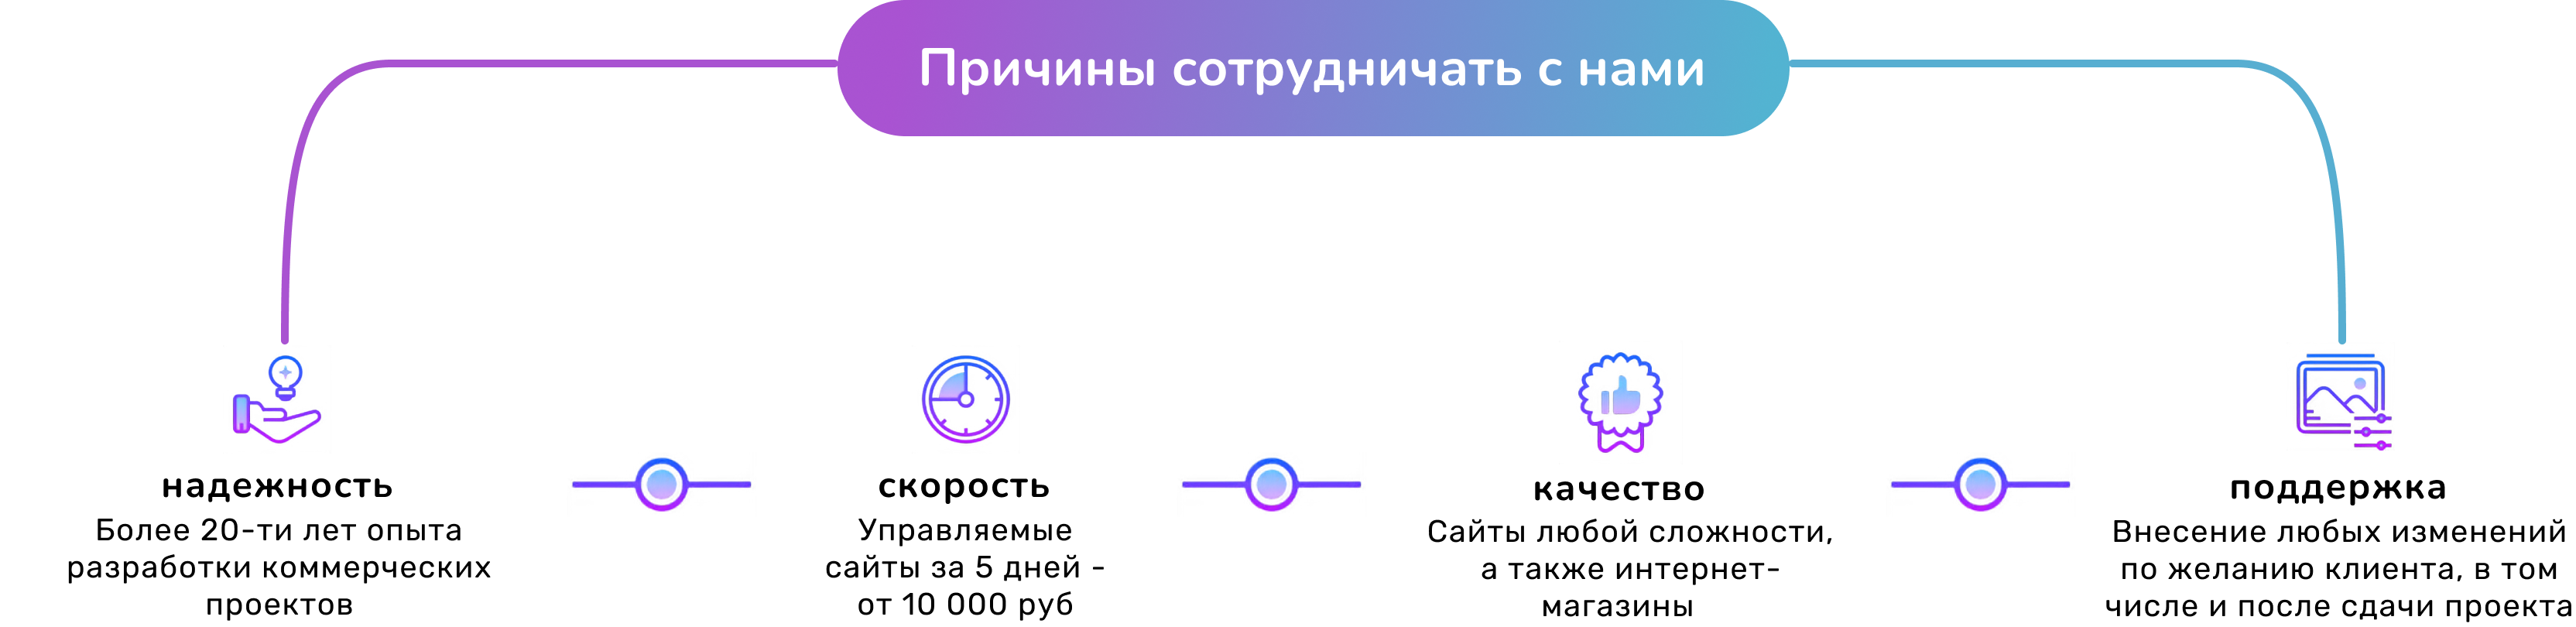 Причины сотрудничать с нами
надежность
Более 20-ти лет опыта
разработки коммерческих
проектов
скорость
Управляемые
сайты за 5 дней -
от 10 000 руб
качество
Сайты любой сложности,
а также интернет-
магазины
поддержка
Внесение любых изменений
по желанию клиента, в том
числе и после сдачи проекта